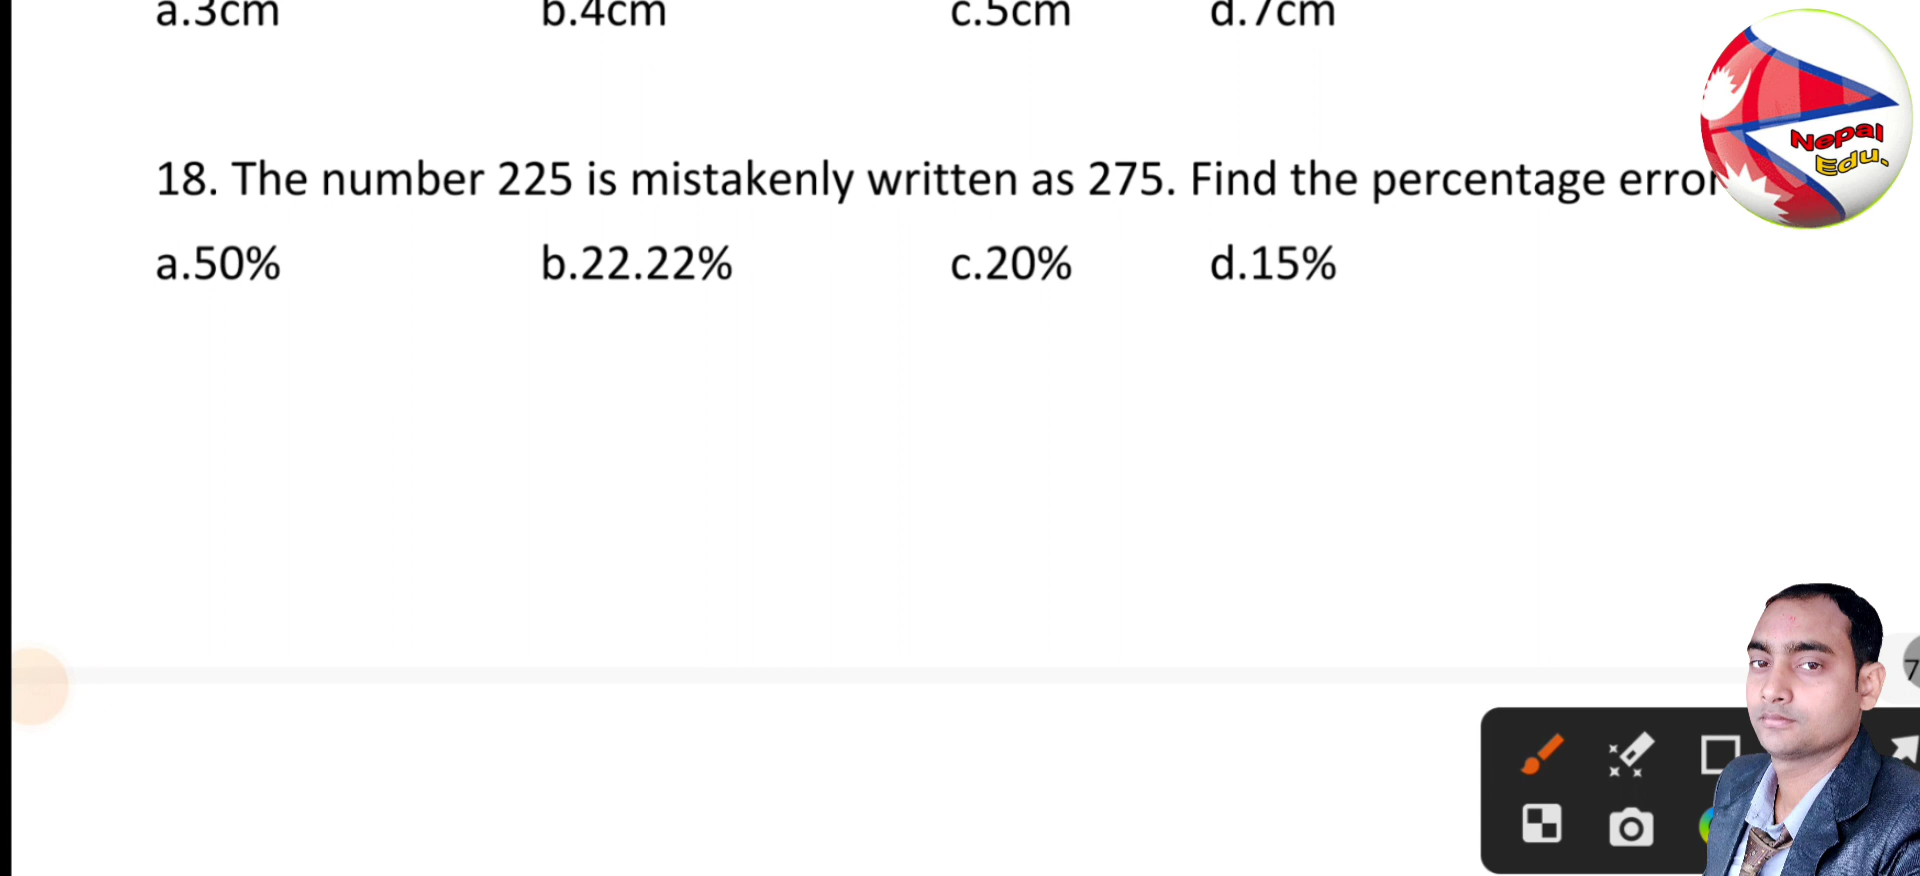 a.3cm b.4cm c.5cm d.7cm
18. The number 225 is mistakenly written as 275. Find the percentage error
a.50% b.22.22% c.20% d.15%
Nepal
Edu.
7